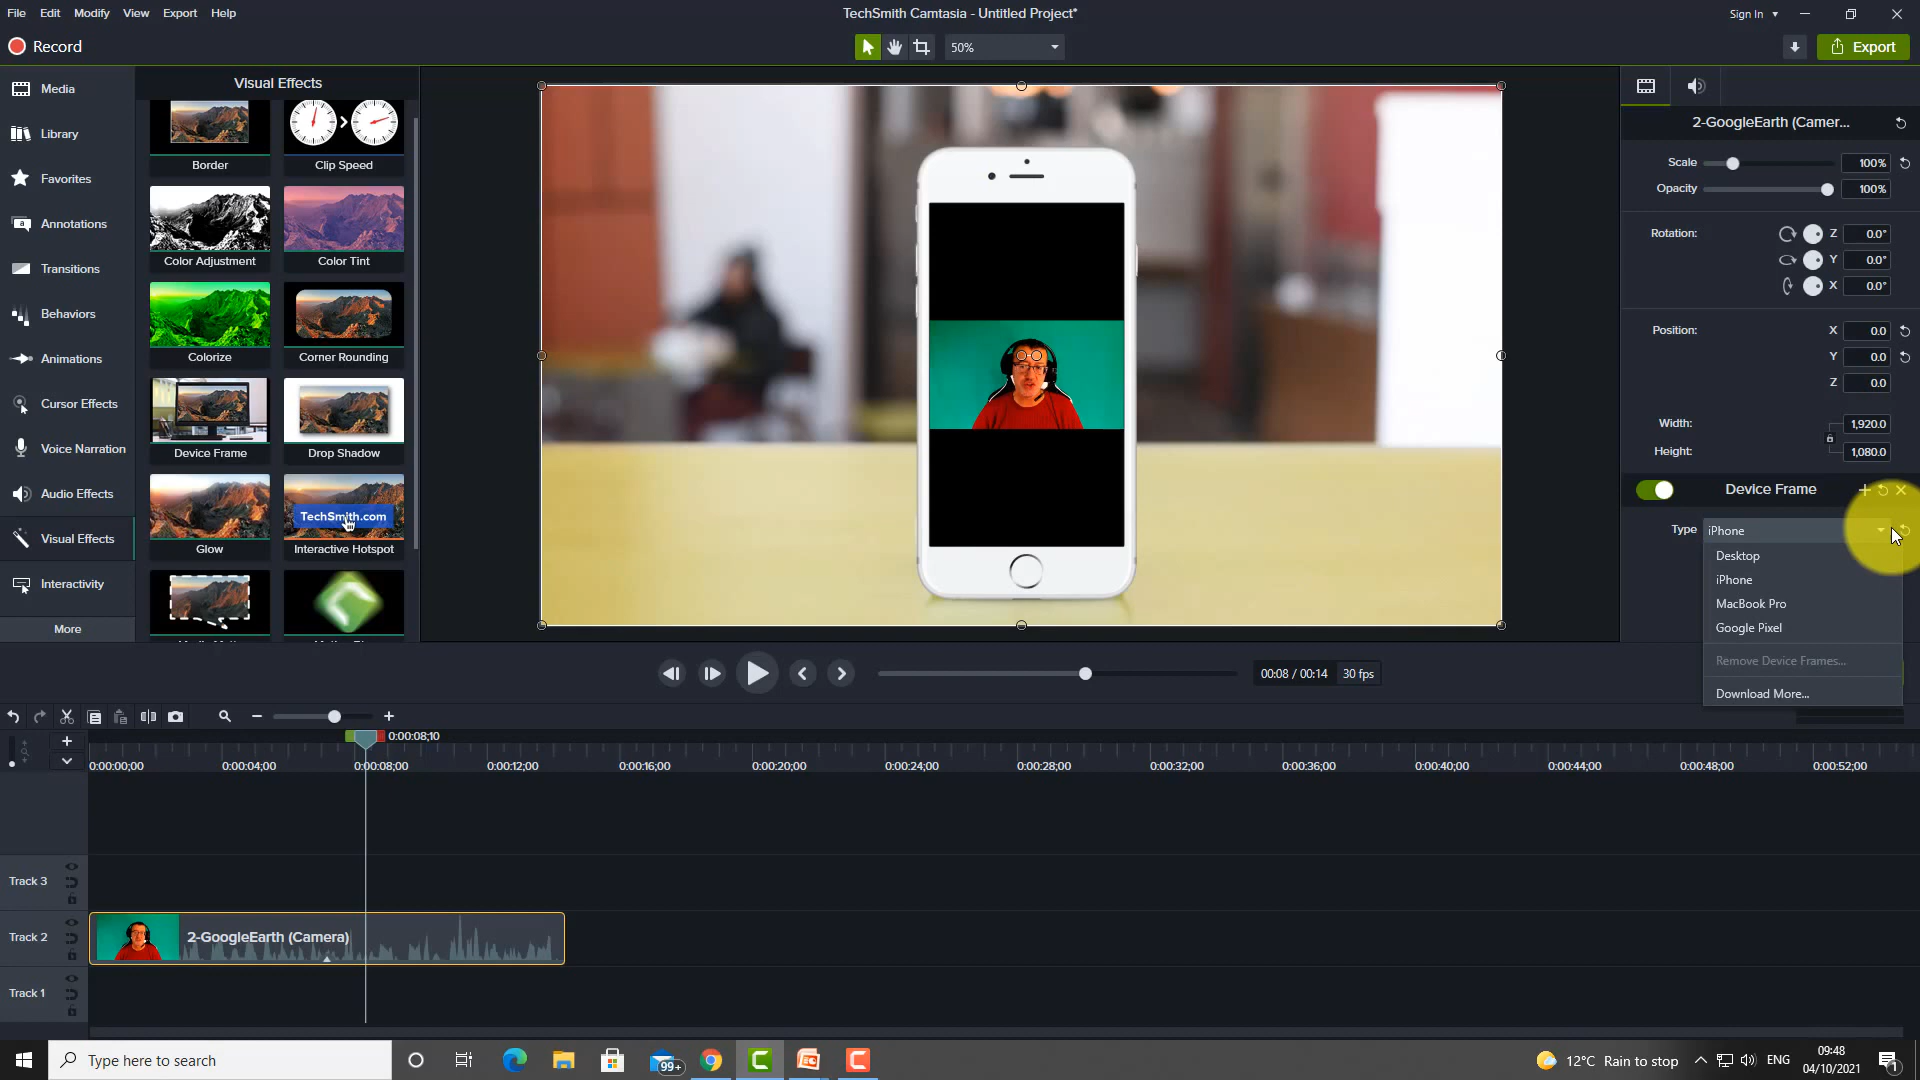 File Edit Modify View Export Help
TechSmith Camtasia - Untitled Project*
Sign In
Record
50%
Export
Media
Library
Favorites
Annotations
Transitions
Behaviors
Animations
Cursor Effects
Voice Narration
Audio Effects
Visual Effects
Interactivity
More
Visual Effects
Border
Clip Speed
Color Adjustment
Color Tint
Colorize
Corner Rounding
Device Frame
Drop Shadow
TechSmith.com
Glow
Interactive Hotspot
2-GoogleEarth (Camer...
Scale 100%
Opacity 100%
Rotation: Z 0.0°
Y 0.0°
X 0.0°
Position: X 0.0
Y 0.0
Z 0.0
Width: 1,920.0
Height: 1,080.0
Device Frame
Type iPhone
Desktop
iPhone
MacBook Pro
Google Pixel
Remove Device Frames...
Download More...
00:08 / 00:14 30 fps
0:00:08;10
0:00:00;00 0:00:04;00 0:00:08;00 0:00:12;00 0:00:16;00 0:00:20;00 0:00:24;00 0:00:28;00 0:00:32;00 0:00:36;00 0:00:40;00 0:00:44;00 0:00:48;00 0:00:52;00
Track 3
Track 2
2-GoogleEarth (Camera)
Track 1
Type here to search
99+
12°C Rain to stop
ENG
09:48
04/10/2021
1